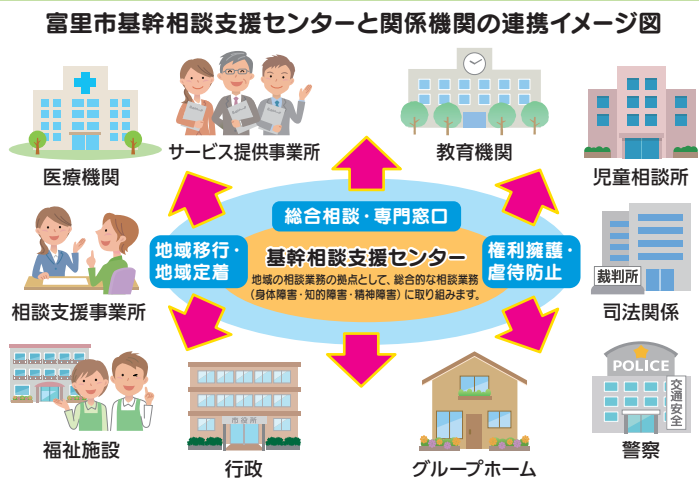 富里市基幹相談支援センターと関係機関の連携イメージ図
医療機関
サービス提供事業所
教育機関
児童相談所
総合相談・専門窓口
地域移行・
地域定着
基幹相談支援センター
地域の相談業務の拠点として、総合的な相談業務
(身体障害・知的障害・精神障害)に取り組みます。
権利擁護・
虐待防止
相談支援事業所
裁判所
司法関係
福祉施設
市役所
行政
グループホーム
POLICE
交通安全
警察